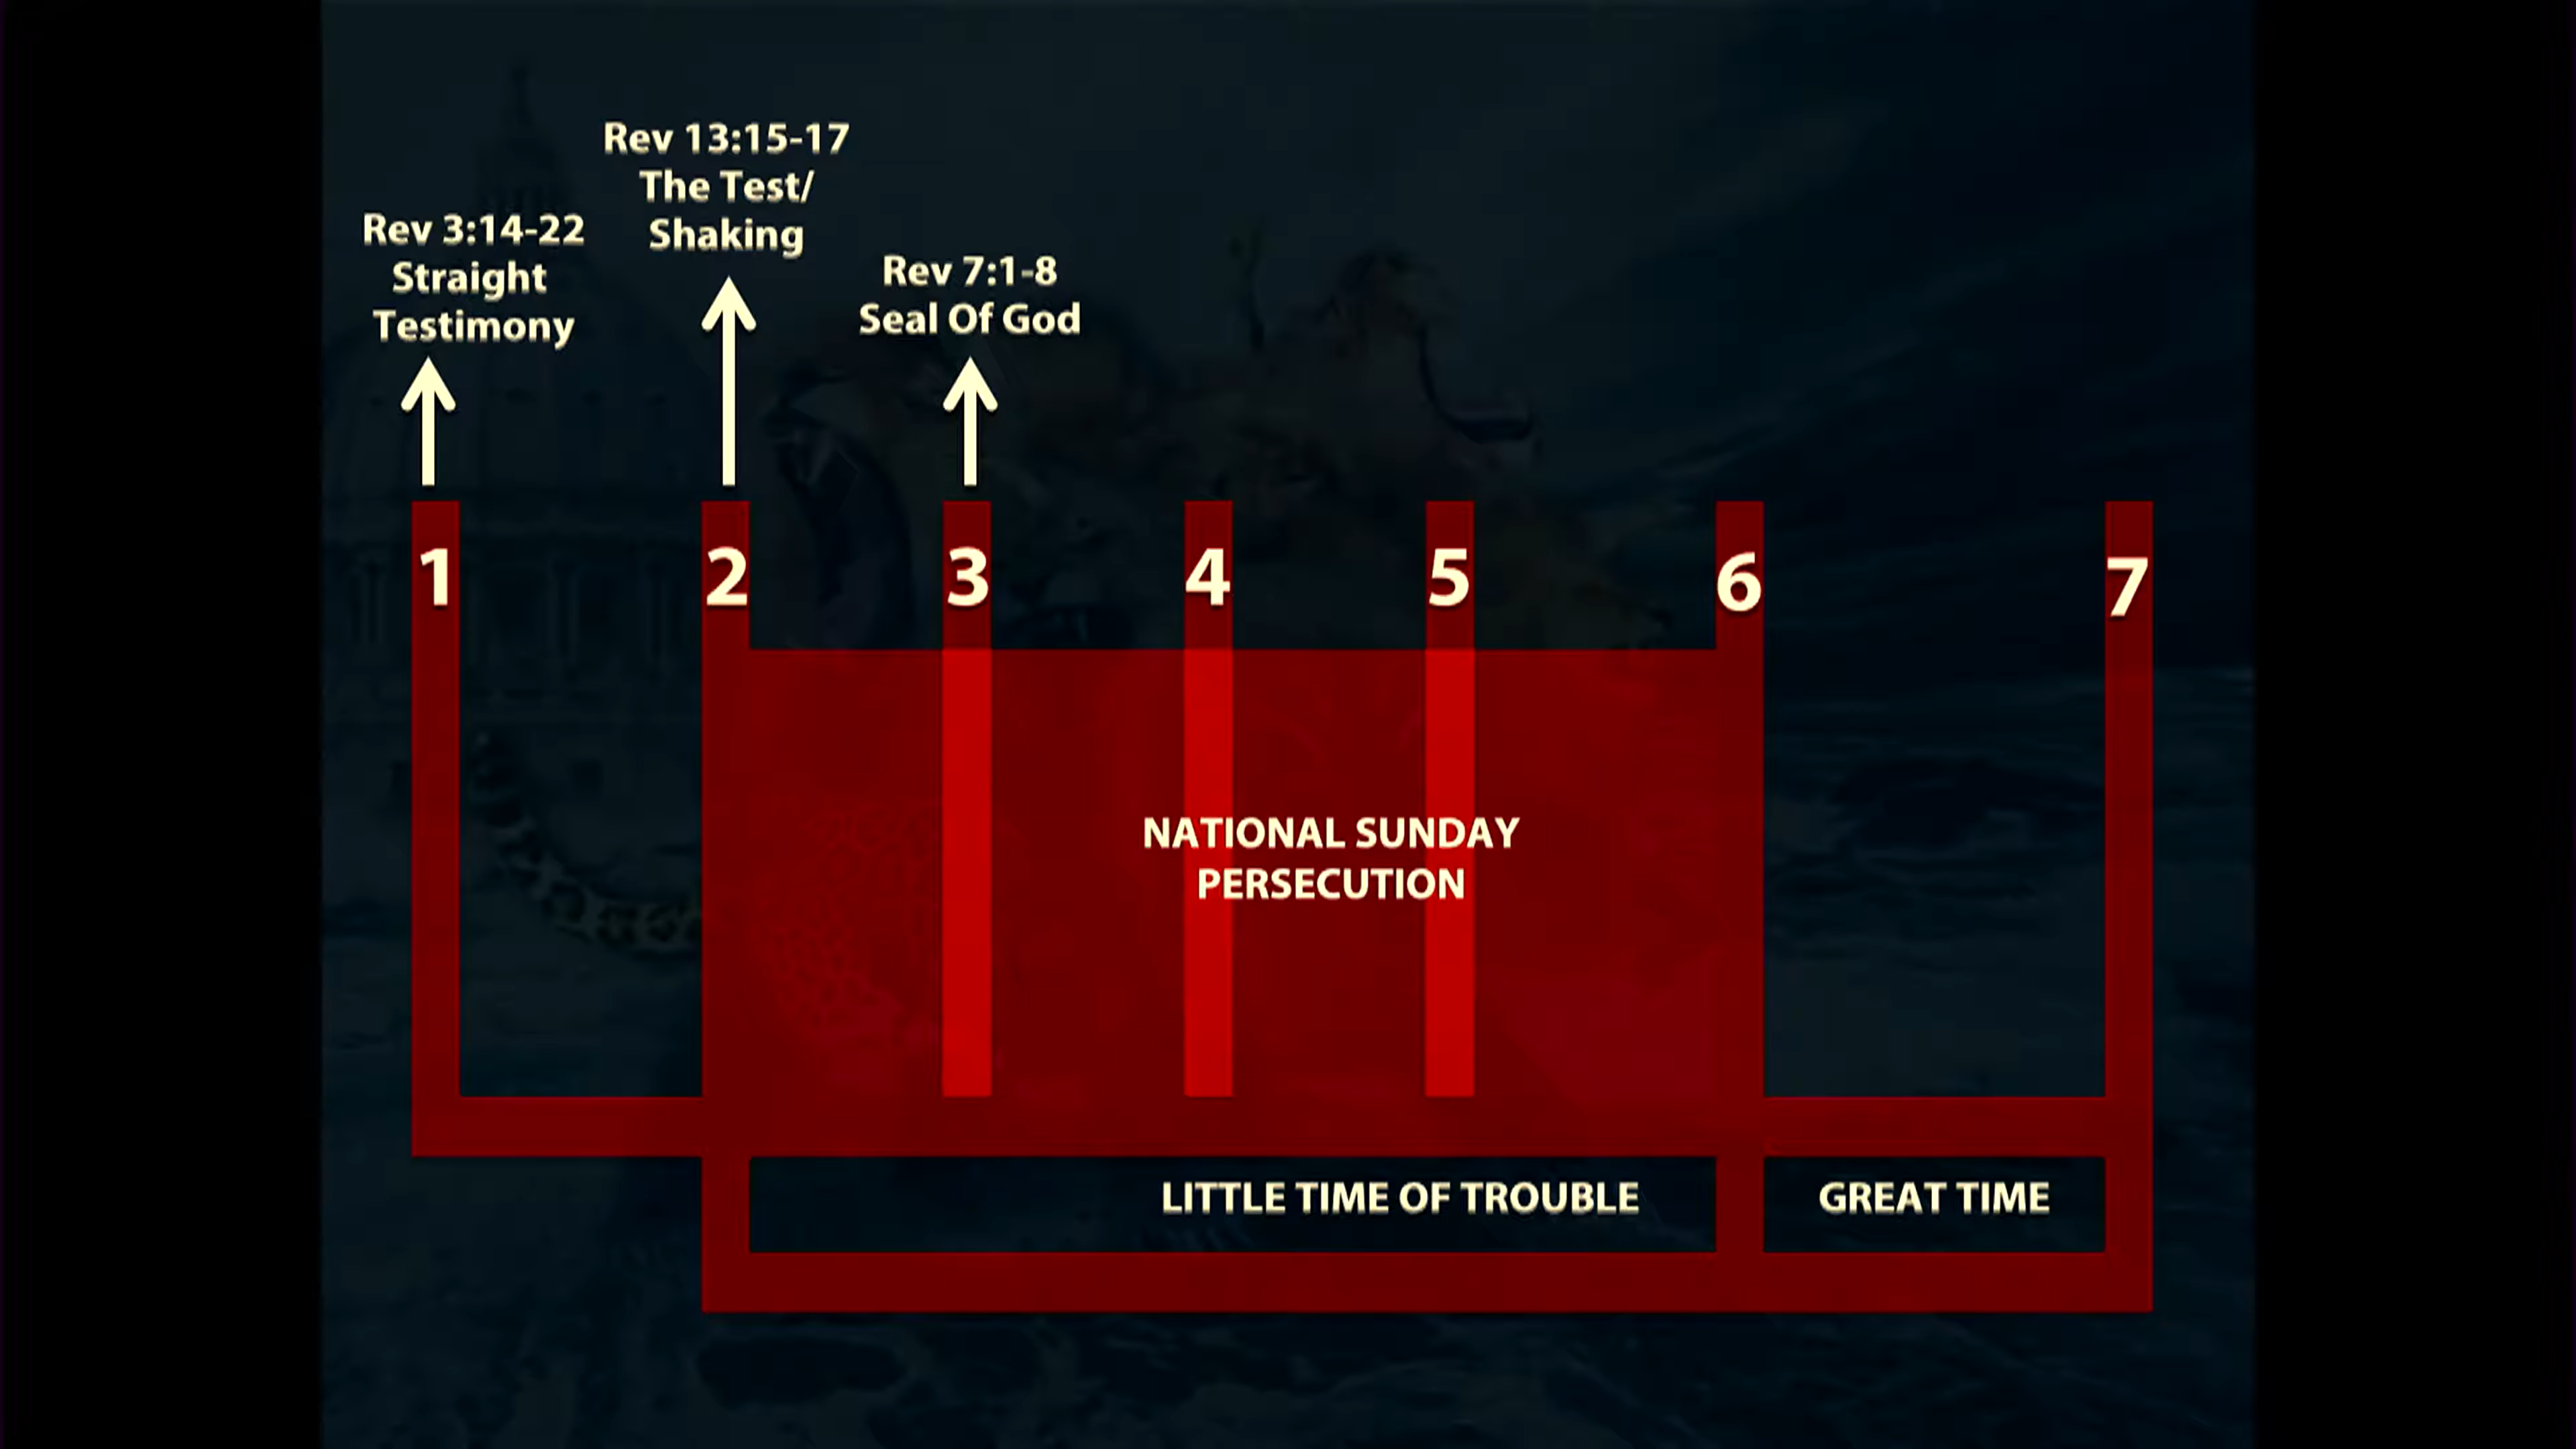 Rev 3:14-22
Straight
Testimony
Rev 13:15-17
The Test/
Shaking
Rev 7:1-8
Seal Of God
1
2
3
4
5
6
7
NATIONAL SUNDAY
PERSECUTION
LITTLE TIME OF TROUBLE
GREAT TIME